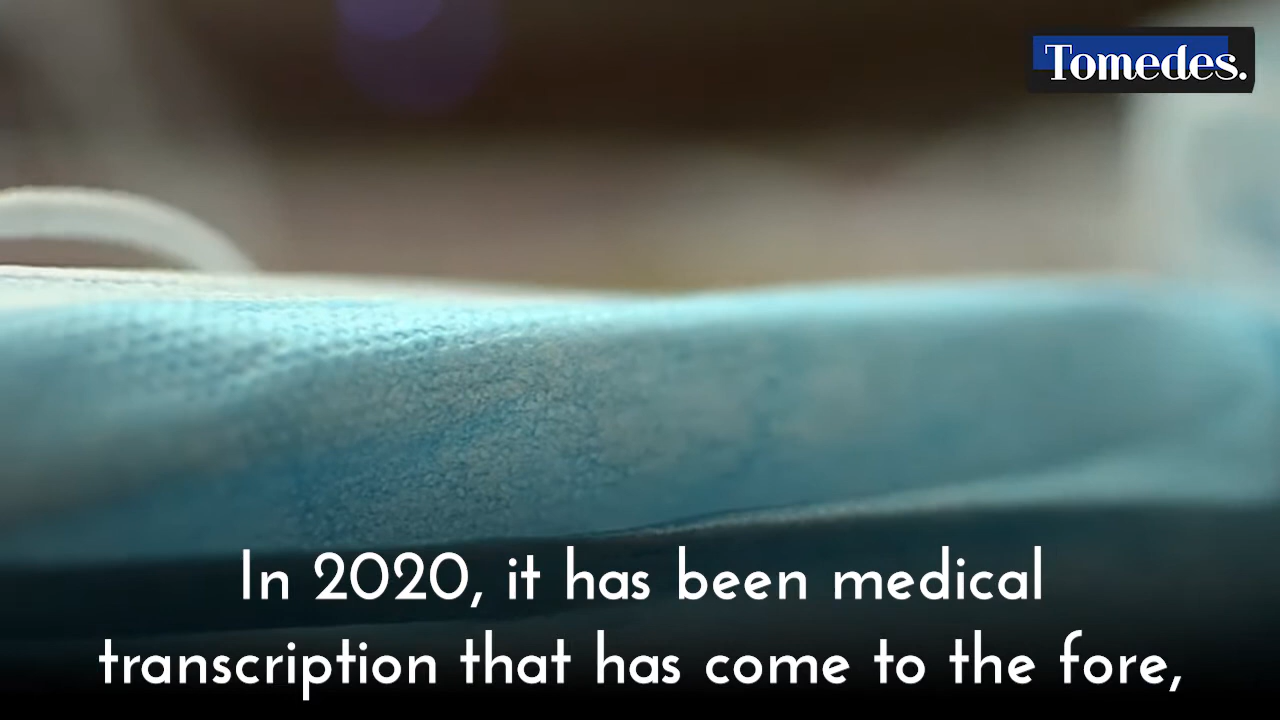 Tomedes.
In 2020, it has been medical
transcription that has come to the fore,